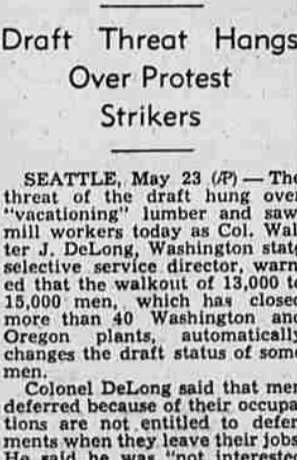 Draft Threat Hangs
Over Protest
Strikers
SEATTLE, May 23 (AP) — The
threat of the draft hung over
"vacationing" lumber and saw
mill workers today as Col. Wal
ter J. DeLong, Washington state
selective service director, warn
ed that the walkout of 13,000 to
15,000 men, which has closed
more than 40 Washington and
Oregon plants, automatically
changes the draft status of some
men.
Colonel DeLong said that men
deferred because of their occupa
tions are not entitled to defer
ments when they leave their jobs
He said he was "not interested